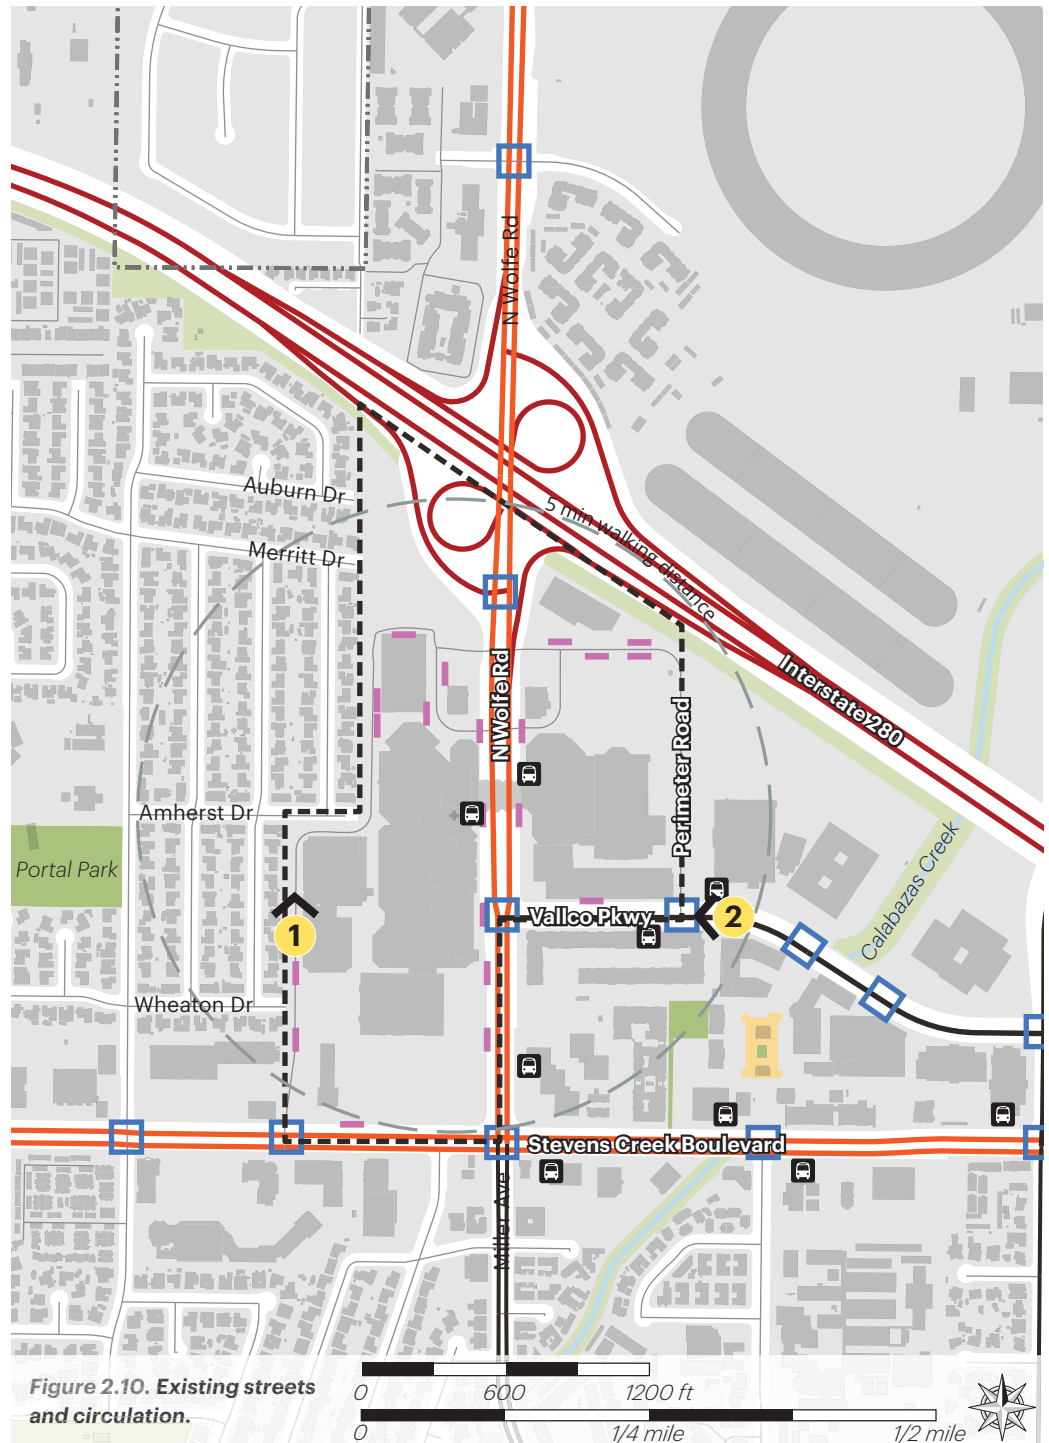 N Wolfe Rd
Auburn Dr
5 min walking distance
Merritt Dr
Interstate 280
N Wolfe Rd
Perimeter Road
Amherst Dr
Portal Park
Calabazas Creek
1
Vallco Pkwy
2
Wheaton Dr
Stevens Creek Boulevard
Miller Ave
Figure 2.10. Existing streets
and circulation.
0 600 1200 ft
0 1/4 mile 1/2 mile